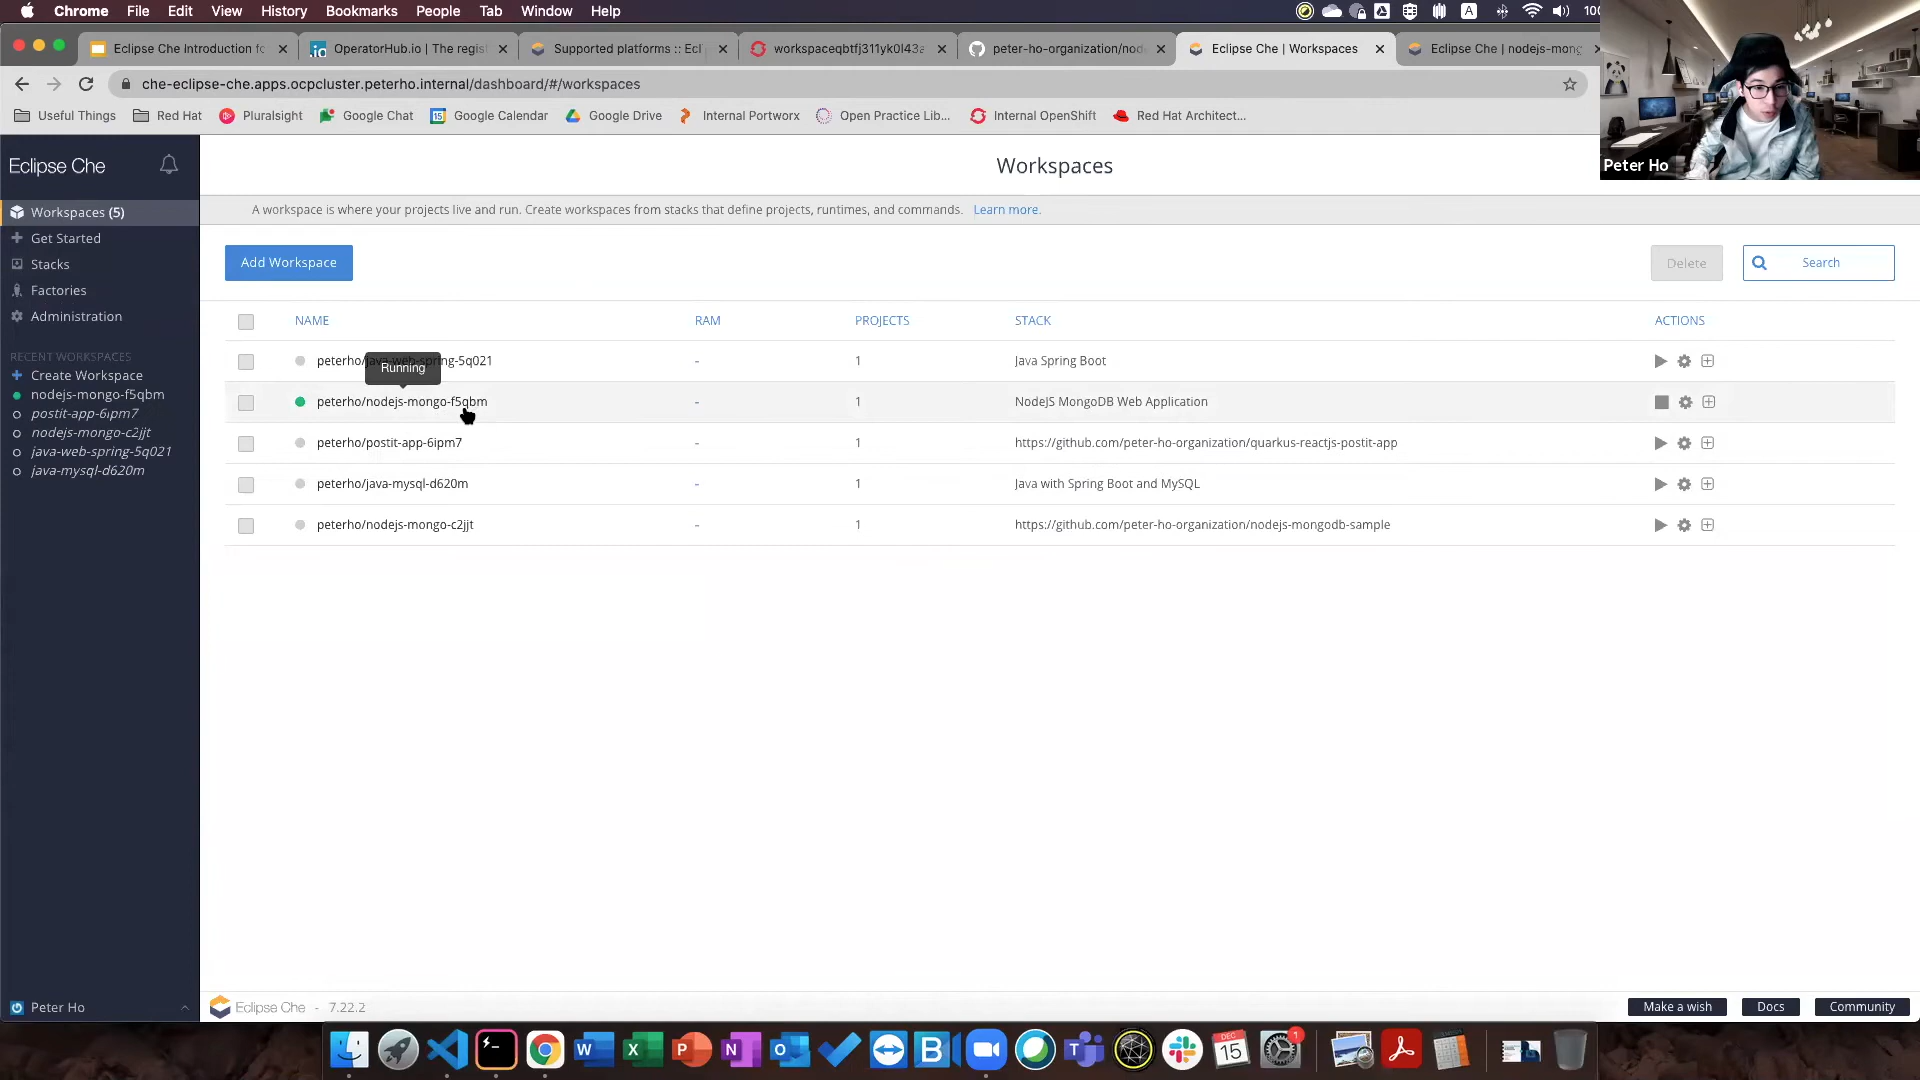 Chrome File Edit View History Bookmarks People Tab Window Help
A
100
Eclipse Che Introduction fo
OperatorHub.io | The regis
Supported platforms :: Ecl
workspaceqbtfj311yk0l43a
peter-ho-organization/nod
Eclipse Che | Workspaces
Eclipse Che | nodejs-mong
che-eclipse-che.apps.ocpcluster.peterho.internal/dashboard/#/workspaces
Useful Things
Red Hat
Pluralsight
Google Chat
Google Calendar
Google Drive
Internal Portworx
Open Practice Lib...
Internal OpenShift
Red Hat Architect...
Peter Ho
Eclipse Che
Workspaces (5)
Get Started
Stacks
Factories
Administration
RECENT WORKSPACES
Create Workspace
nodejs-mongo-f5qbm
postit-app-6ipm7
nodejs-mongo-c2jjt
java-web-spring-5q021
java-mysql-d620m
Peter Ho
Workspaces
A workspace is where your projects live and run. Create workspaces from stacks that define projects, runtimes, and commands. Learn more.
Add Workspace
Delete
Search
NAME RAM PROJECTS STACK ACTIONS
peterho/java-web-spring-5q021 - 1 Java Spring Boot
Running
peterho/nodejs-mongo-f5qbm - 1 NodeJS MongoDB Web Application
peterho/postit-app-6ipm7 - 1 https://github.com/peter-ho-organization/quarkus-reactjs-postit-app
peterho/java-mysql-d620m - 1 Java with Spring Boot and MySQL
peterho/nodejs-mongo-c2jjt - 1 https://github.com/peter-ho-organization/nodejs-mongodb-sample
Eclipse Che - 7.22.2
Make a wish
Docs
Community
DEC
15
1